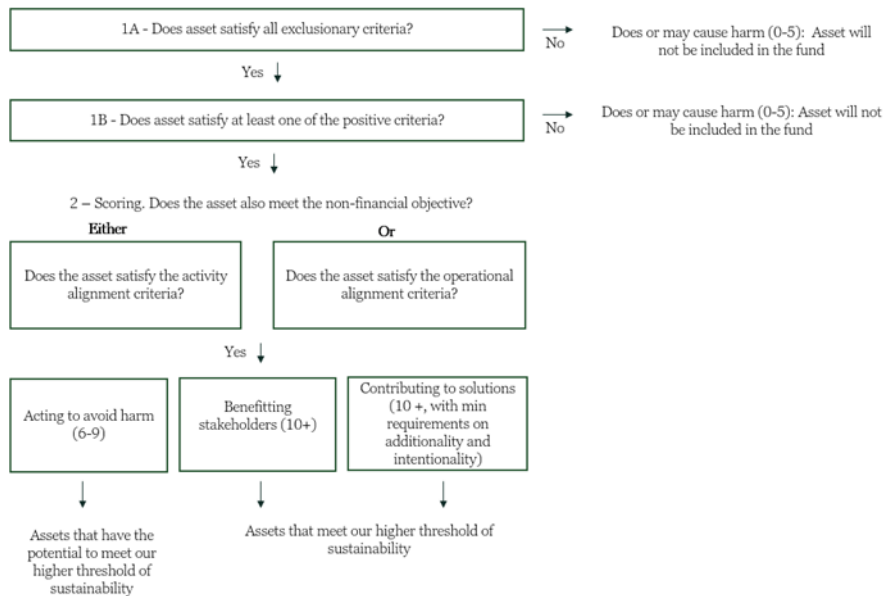 1A - Does asset satisfy all exclusionary criteria?
No
Does or may cause harm (0-5): Asset will
not be included in the fund
Yes
1B - Does asset satisfy at least one of the positive criteria?
No
Does or may cause harm (0-5): Asset will not
be included in the fund
Yes
2 – Scoring. Does the asset also meet the non-financial objective?
Either
Or
Does the asset satisfy the activity
alignment criteria?
Does the asset satisfy the operational
alignment criteria?
Yes
Acting to avoid harm
(6-9)
Benefitting
stakeholders (10+)
Contributing to solutions
(10 +, with min
requirements on
additionality and
intentionality)
Assets that have the
potential to meet our
higher threshold of
sustainability
Assets that meet our higher threshold of
sustainability